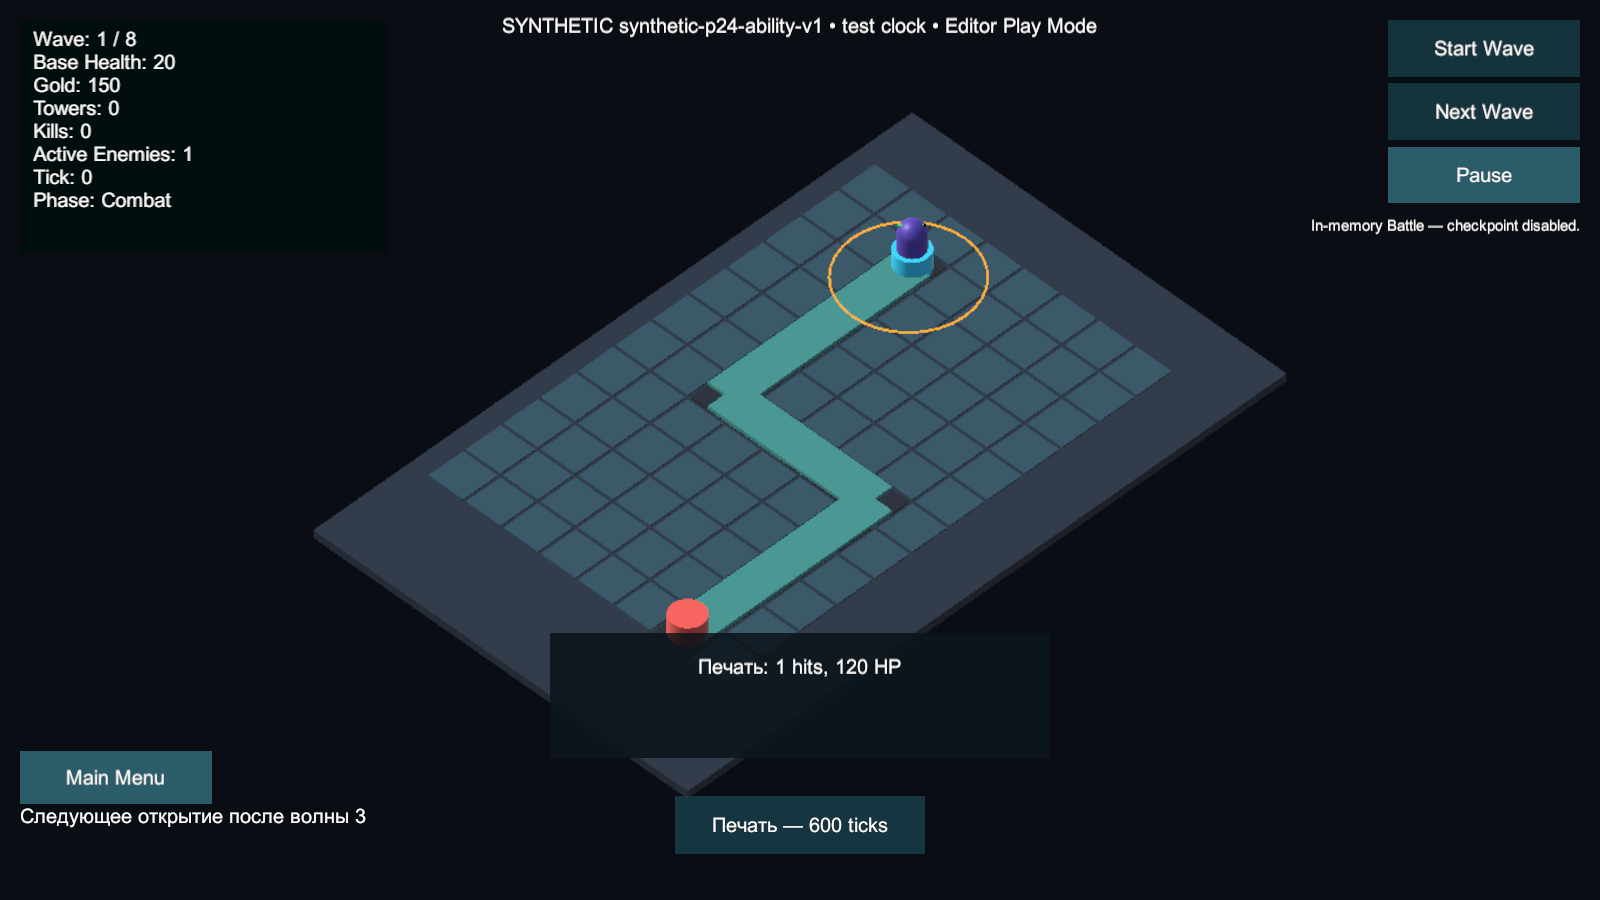 SYNTHETIC synthetic-p24-ability-v1 • test clock • Editor Play Mode
Wave: 1 / 8
Base Health: 20
Gold: 150
Towers: 0
Kills: 0
Active Enemies: 1
Tick: 0
Phase: Combat
Start Wave
Next Wave
Pause
In-memory Battle — checkpoint disabled.
Печать: 1 hits, 120 HP
Main Menu
Следующее открытие после волны 3
Печать — 600 ticks